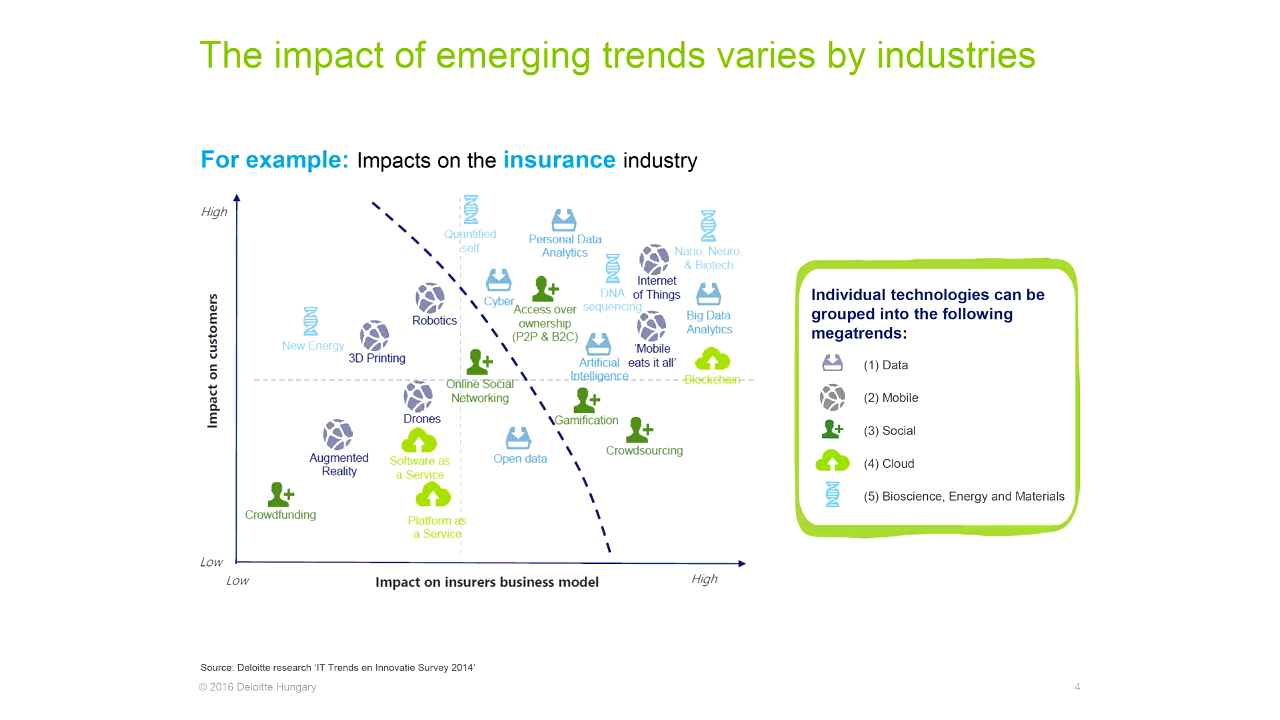 The impact of emerging trends varies by industries
For example: Impacts on the insurance industry
High
Impact on customers
Low
Low
Impact on insurers business model
High
Quantified
self
Personal Data
Analytics
Nano, Neuro,
& Biotech
Internet
of Things
DNA
sequencing
Cyber
Access over
ownership
(P2P & B2C)
Big Data
Analytics
Robotics
New Energy
3D Printing
'Mobile
eats it all'
Artificial
Intelligence
Blockchain
Online Social
Networking
Drones
Gamification
Crowdsourcing
Augmented
Reality
Software as
a Service
Open data
Crowdfunding
Platform as
a Service
Individual technologies can be
grouped into the following
megatrends:
(1) Data
(2) Mobile
(3) Social
(4) Cloud
(5) Bioscience, Energy and Materials
Source: Deloitte research 'IT Trends en Innovatie Survey 2014'
© 2016 Deloitte Hungary
4